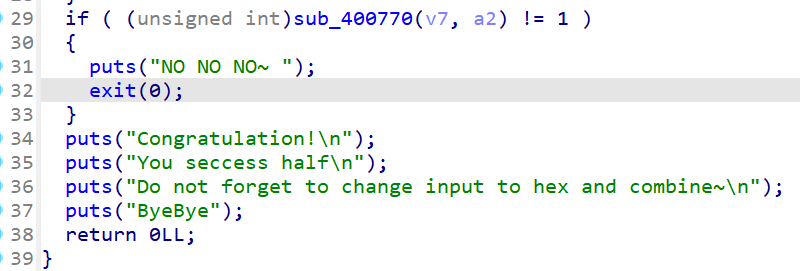 29 if ( (unsigned int)sub_400770(v7, a2) != 1 )
30 {
31 puts("NO NO NO~ ");
32 exit(0);
33 }
34 puts("Congratulation!\n");
35 puts("You seccess half\n");
36 puts("Do not forget to change input to hex and combine~\n");
37 puts("ByeBye");
38 return 0LL;
39 }